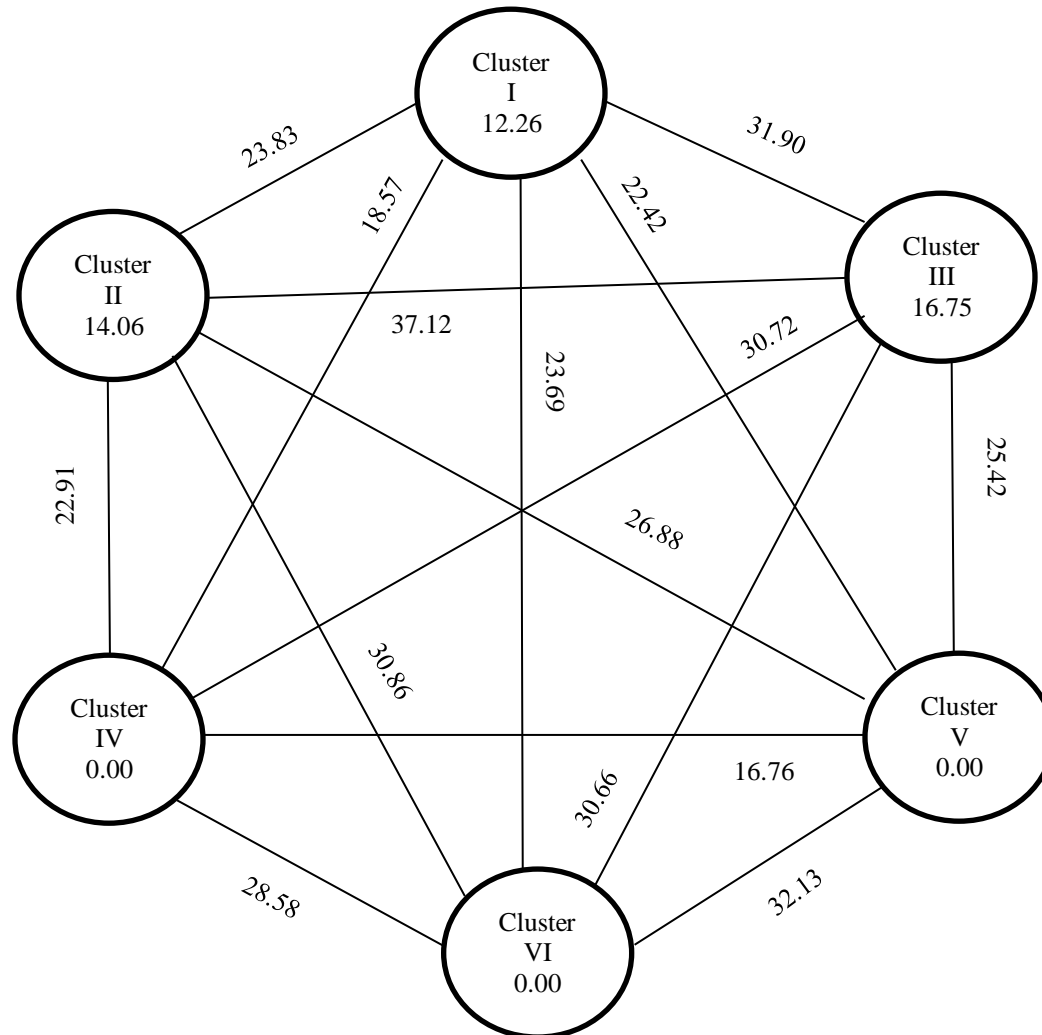 Cluster
I
12.26
23.83
31.90
18.57
22.42
Cluster
II
14.06
Cluster
III
16.75
37.12
30.72
23.69
22.91
25.42
26.88
30.86
Cluster
IV
0.00
Cluster
V
0.00
16.76
30.66
28.58
32.13
Cluster
VI
0.00